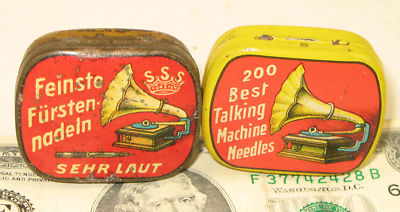 Feinste
Fürsten-
nadeln
S.S.S.
SEHR LAUT
200
Best
Talking
Machine
Needles
F 37742428 B
WASHINGTON, D.C.